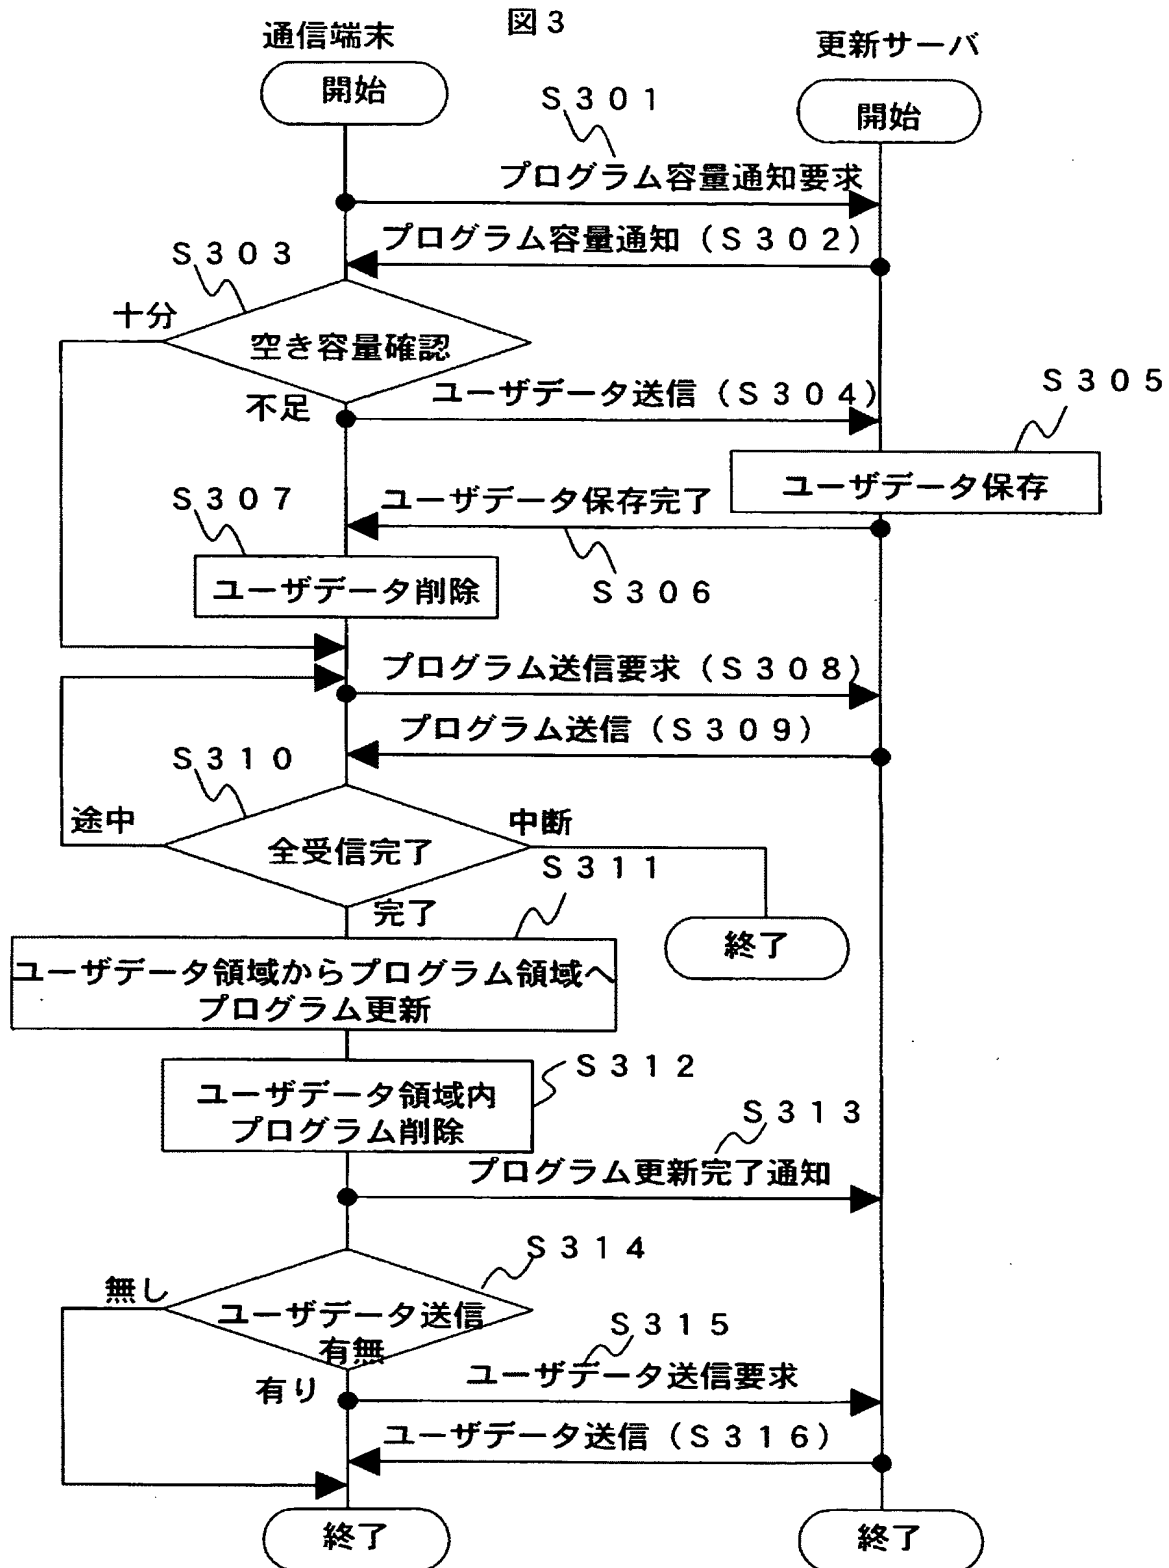 図3
通信端末
更新サーバ
開始
開始
S301
プログラム容量通知要求
プログラム容量通知(S302)
S303
十分
空き容量確認
不足
ユーザデータ送信(S304)
S305
ユーザデータ保存
S307
ユーザデータ保存完了
S306
ユーザデータ削除
プログラム送信要求(S308)
プログラム送信(S309)
S310
途中
全受信完了
中断
S311
完了
終了
ユーザデータ領域からプログラム領域へ
プログラム更新
S312
ユーザデータ領域内
プログラム削除
S313
プログラム更新完了通知
S314
無し
ユーザデータ送信
有無
S315
ユーザデータ送信要求
有り
ユーザデータ送信(S316)
終了
終了